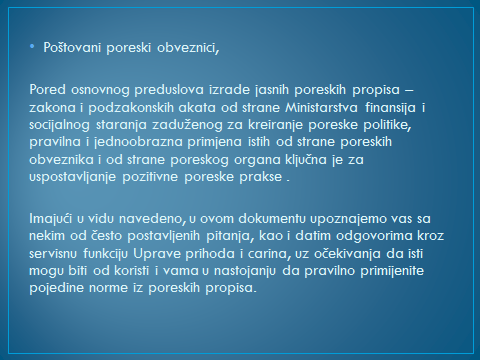 • Poštovani poreski obveznici,
Pored osnovnog preduslova izrade jasnih poreskih propisa –
zakona i podzakonskih akata od strane Ministarstva finansija i
socijalnog staranja zaduženog za kreiranje poreske politike,
pravilna i jednoobrazna primjena istih od strane poreskih
obveznika i od strane poreskog organa ključna je za
uspostavljanje pozitivne poreske prakse .
Imajući u vidu navedeno, u ovom dokumentu upoznajemo vas sa
nekim od često postavljenih pitanja, kao i datim odgovorima kroz
servisnu funkciju Uprave prihoda i carina, uz očekivanja da isti
mogu biti od koristi i vama u nastojanju da pravilno primijenite
pojedine norme iz poreskih propisa.